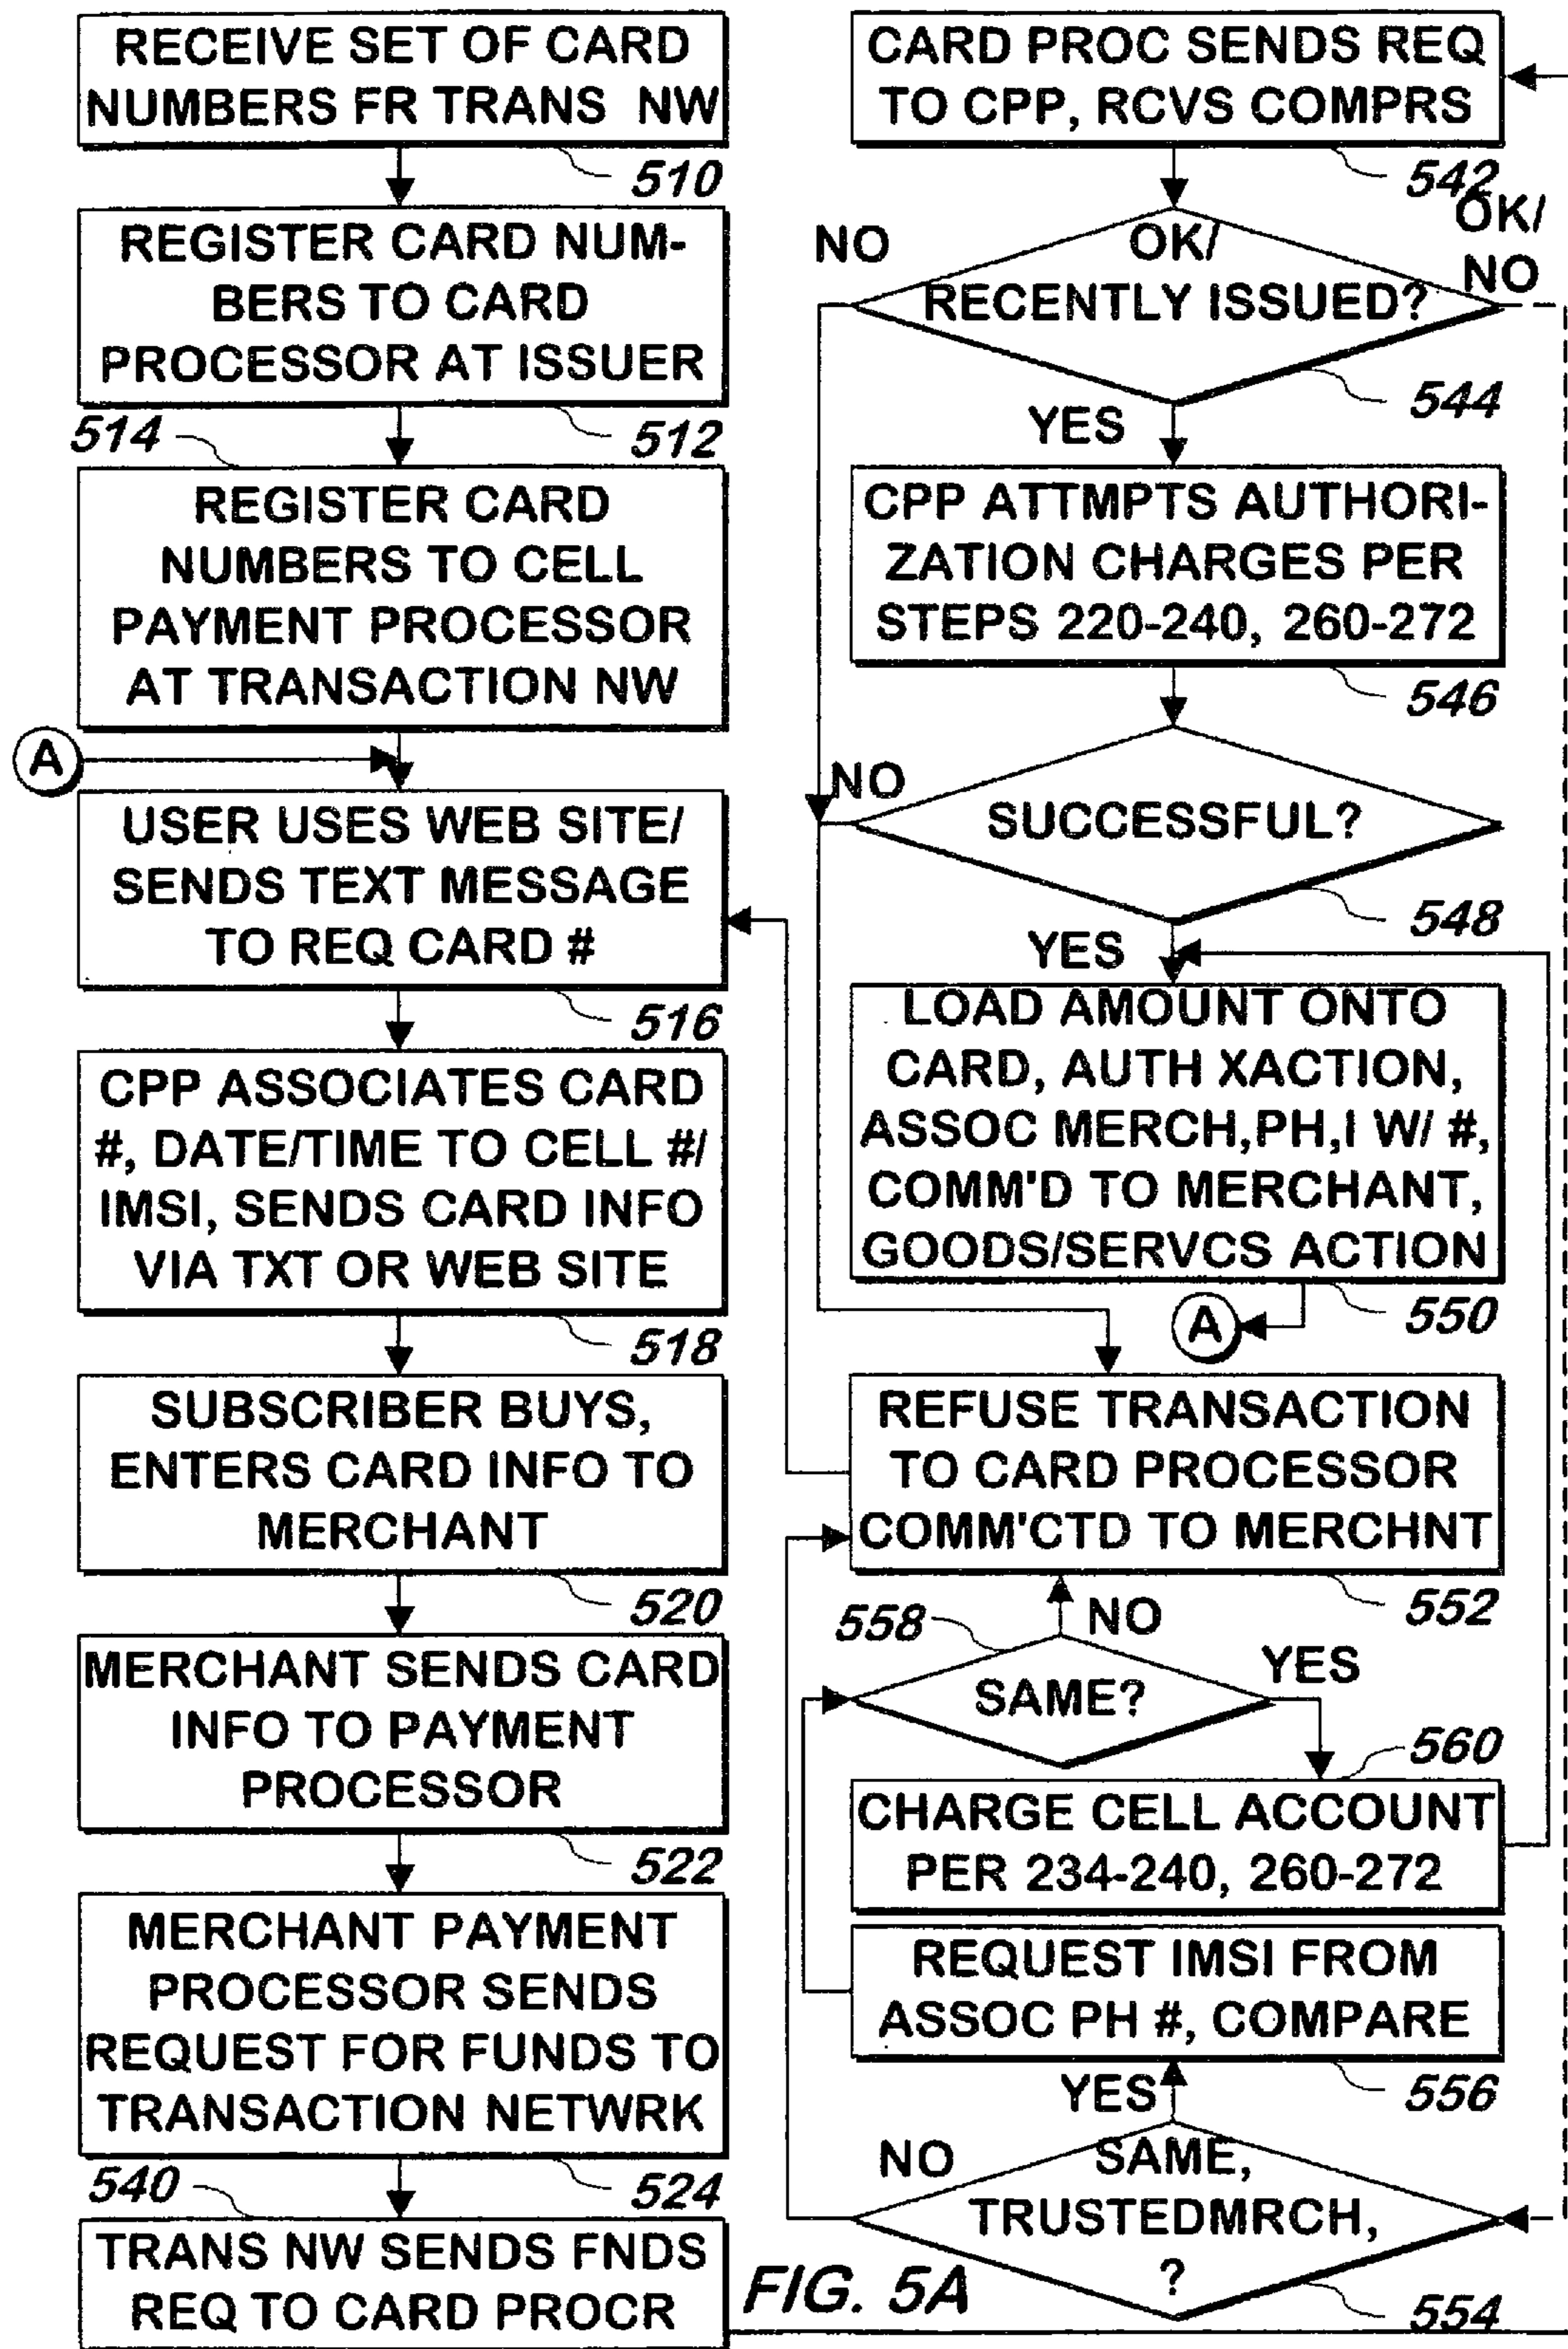 RECEIVE SET OF CARD
NUMBERS FR TRANS NW
510
REGISTER CARD NUM-
BERS TO CARD
PROCESSOR AT ISSUER
512
514
REGISTER CARD
NUMBERS TO CELL
PAYMENT PROCESSOR
AT TRANSACTION NW
A
USER USES WEB SITE/
SENDS TEXT MESSAGE
TO REQ CARD #
516
CPP ASSOCIATES CARD
#, DATE/TIME TO CELL #/
IMSI, SENDS CARD INFO
VIA TXT OR WEB SITE
518
SUBSCRIBER BUYS,
ENTERS CARD INFO TO
MERCHANT
520
MERCHANT SENDS CARD
INFO TO PAYMENT
PROCESSOR
522
MERCHANT PAYMENT
PROCESSOR SENDS
REQUEST FOR FUNDS TO
TRANSACTION NETWRK
524
540
TRANS NW SENDS FNDS
REQ TO CARD PROCR
CARD PROC SENDS REQ
TO CPP, RCVS COMPRS
542
OK/
NO
NO
OK/
RECENTLY ISSUED?
544
YES
CPP ATTMPTS AUTHORI-
ZATION CHARGES PER
STEPS 220-240, 260-272
546
NO
SUCCESSFUL?
548
YES
LOAD AMOUNT ONTO
CARD, AUTH XACTION,
ASSOC MERCH,PH,I W/ #,
COMM'D TO MERCHANT,
GOODS/SERVCS ACTION
550
A
REFUSE TRANSACTION
TO CARD PROCESSOR
COMM'CTD TO MERCHNT
552
558
NO
YES
SAME?
560
CHARGE CELL ACCOUNT
PER 234-240, 260-272
REQUEST IMSI FROM
ASSOC PH #, COMPARE
556
YES
NO
SAME,
TRUSTEDMRCH,
?
554
FIG. 5A